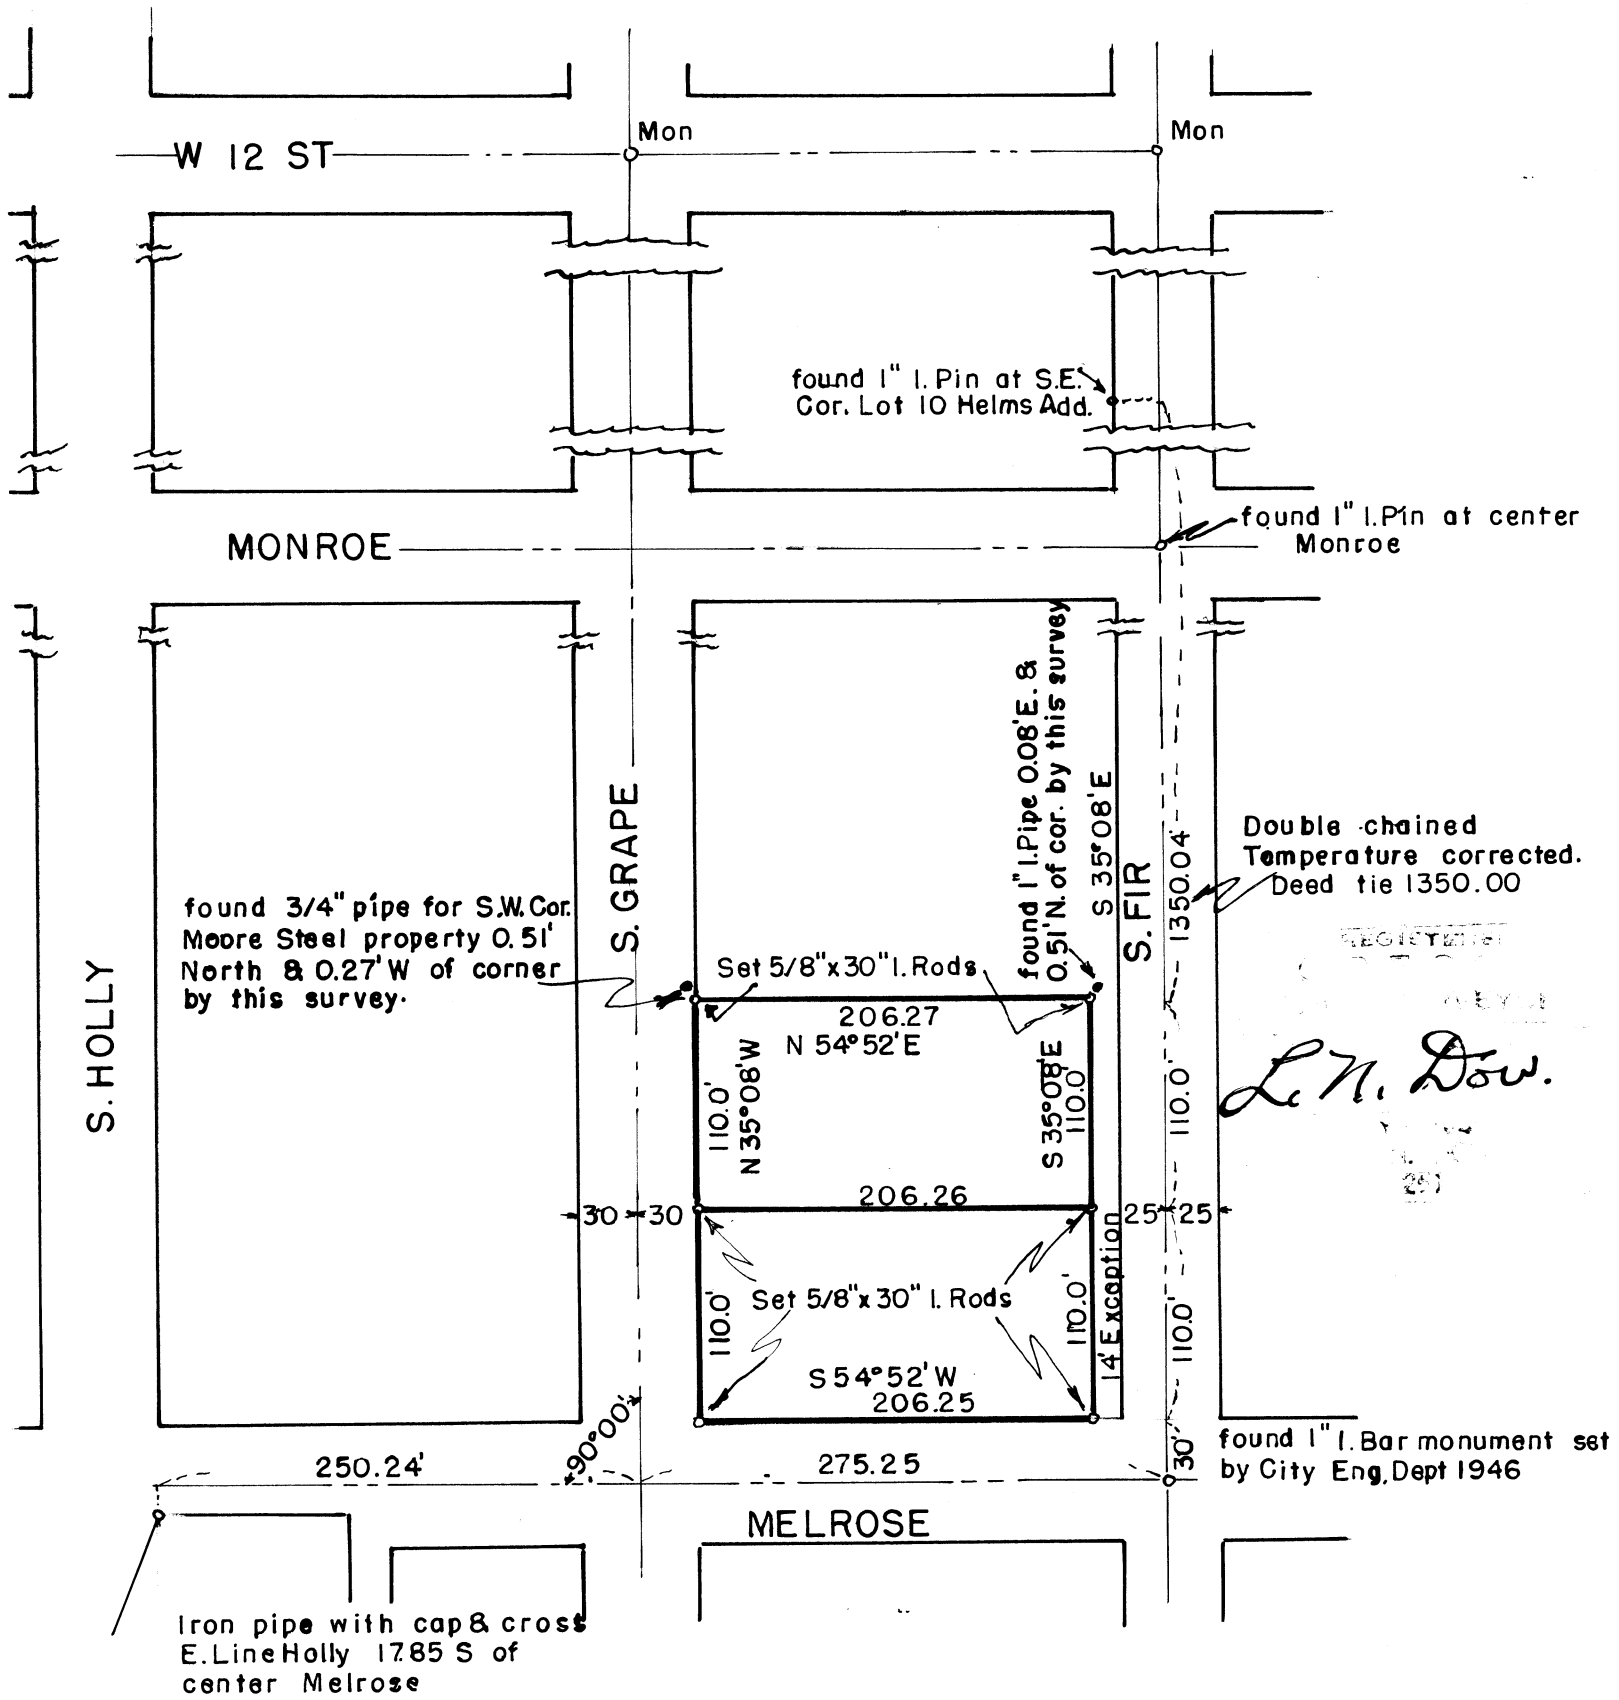 Mon
Mon
W 12 ST
found 1" I. Pin at S.E.
Cor. Lot 10 Helms Add.
found 1" I. Pin at center
Monroe
MONROE
found 1" I. Pipe 0.08' E. &
0.51' N. of cor. by this survey
S 35°08' E
S. FIR
1350.04'
Double chained
Temperature corrected.
Deed tie 1350.00
S. GRAPE
found 3/4" pipe for S.W. Cor.
Moore Steel property 0.51'
North & 0.27' W of corner
by this survey.
S. HOLLY
Set 5/8" x 30" I. Rods
206.27
N 54°52' E
110.0'
N 35°08' W
S 35°08' E
110.0'
110.0'
L. N. Dow.
206.26
30 30
25 25
14' Exception
Set 5/8" x 30" I. Rods
110.0'
110.0'
110.0'
S 54°52' W
206.25
90°00'
250.24'
275.25
30'
found 1" I. Bar monument set
by City Eng. Dept 1946
MELROSE
Iron pipe with cap & cross
E. Line Holly 17.85 S of
center Melrose